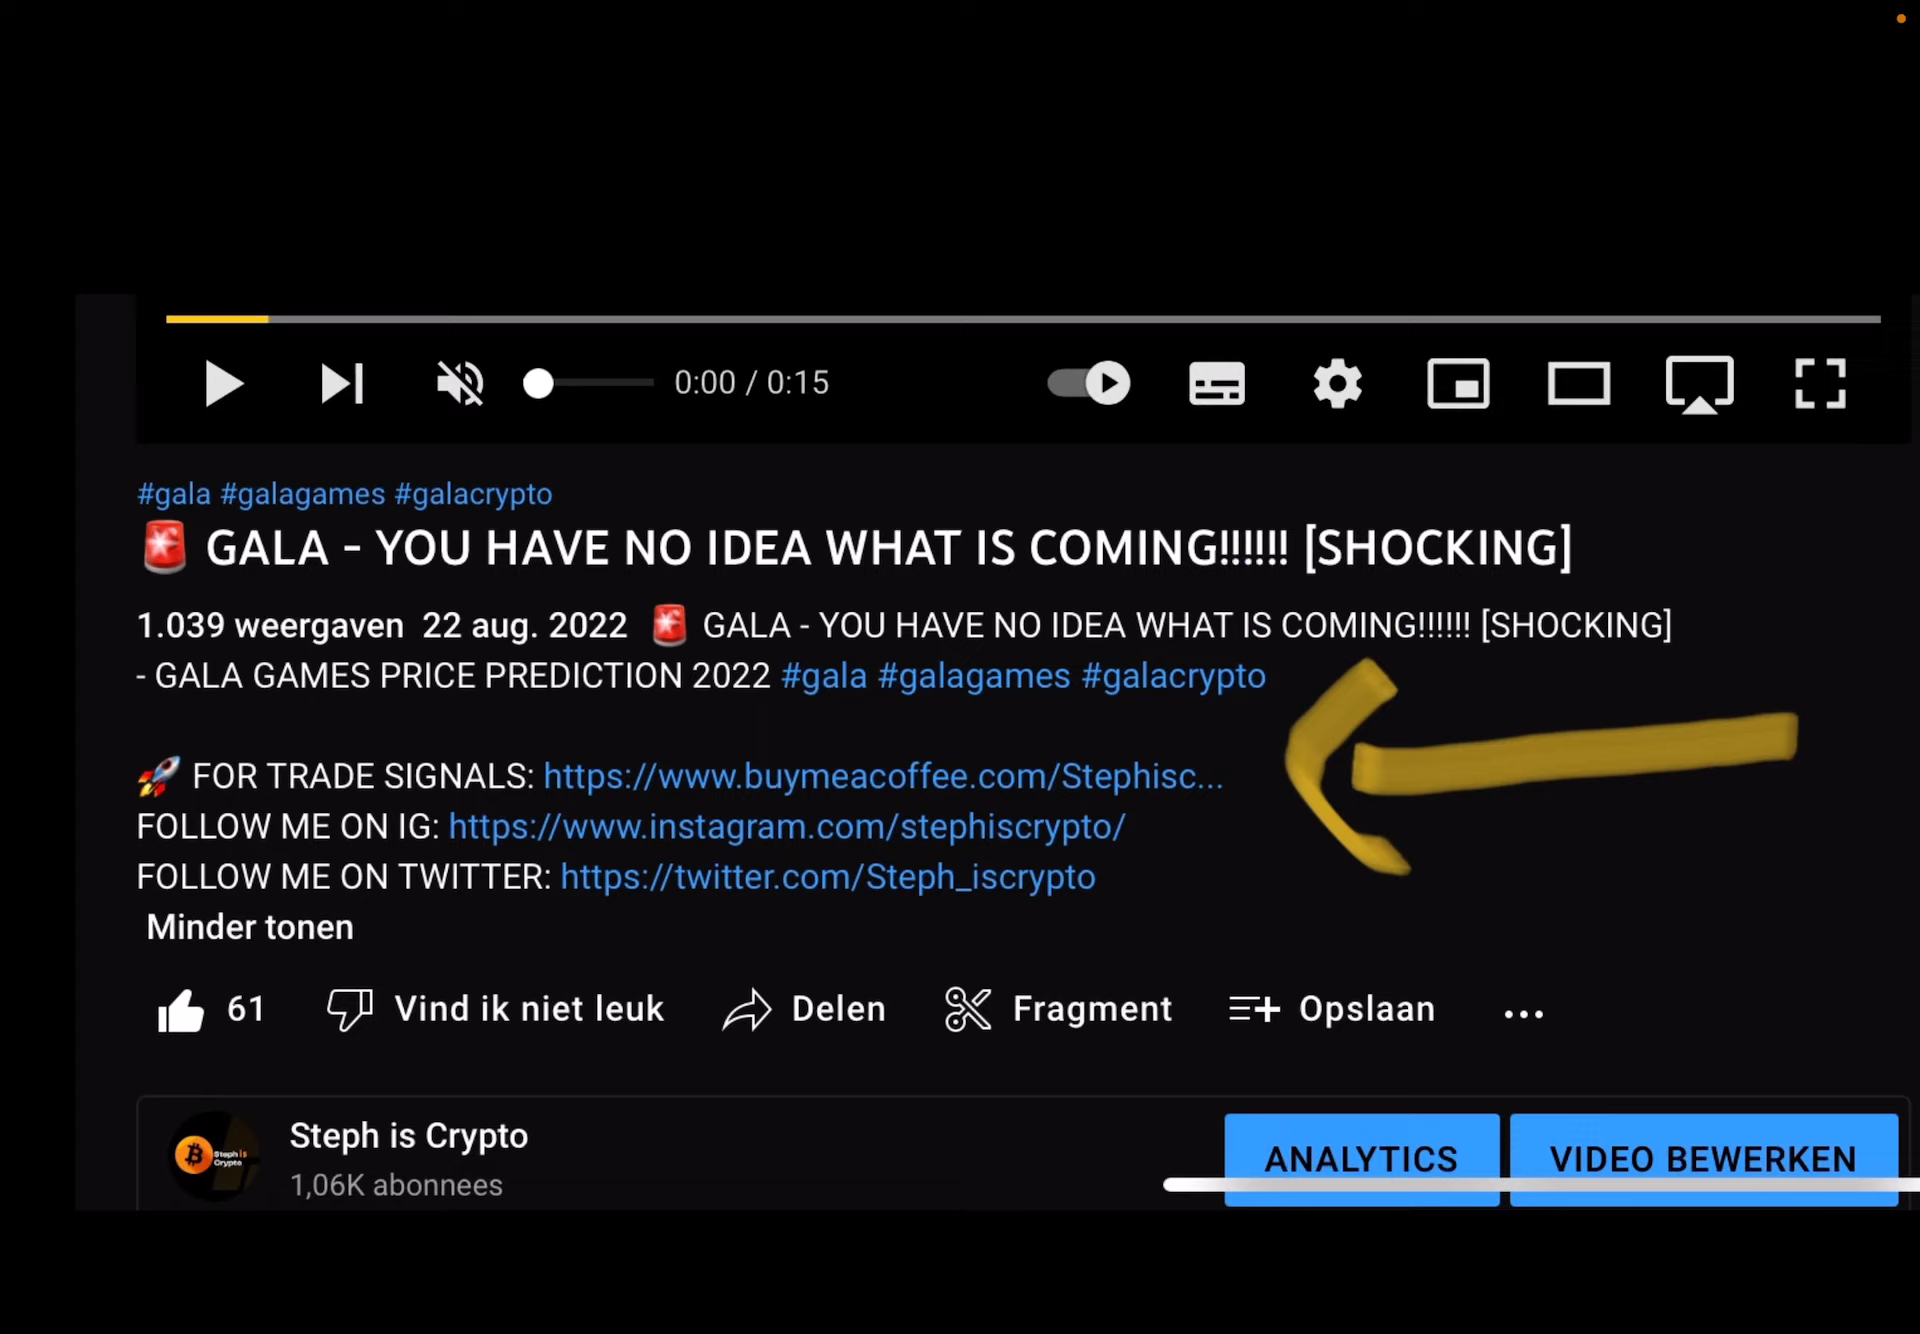 0:00 / 0:15
#gala #galagames #galacrypto
🚨 GALA - YOU HAVE NO IDEA WHAT IS COMING!!!!!! [SHOCKING]
1.039 weergaven 22 aug. 2022 🚨 GALA - YOU HAVE NO IDEA WHAT IS COMING!!!!!! [SHOCKING]
- GALA GAMES PRICE PREDICTION 2022 #gala #galagames #galacrypto
🚀 FOR TRADE SIGNALS: https://www.buymeacoffee.com/Stephisc...
FOLLOW ME ON IG: https://www.instagram.com/stephiscrypto/
FOLLOW ME ON TWITTER: https://twitter.com/Steph_iscrypto
Minder tonen
61 Vind ik niet leuk Delen Fragment Opslaan ...
Steph is Crypto
Steph is
Crypto
1,06K abonnees
ANALYTICS VIDEO BEWERKEN